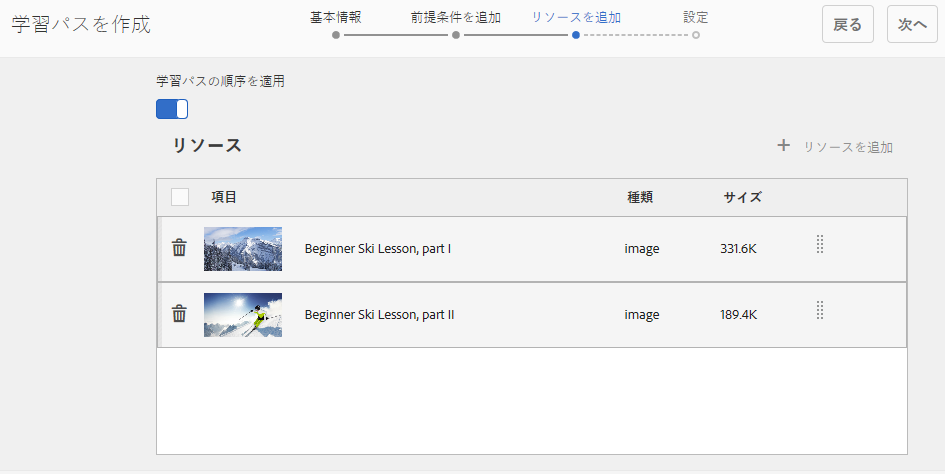 学習パスを作成
基本情報 前提条件を追加 リソースを追加 設定
戻る 次へ
学習パスの順序を適用
リソース
+ リソースを追加
項目 種類 サイズ
Beginner Ski Lesson, part I image 331.6K
Beginner Ski Lesson, part II image 189.4K